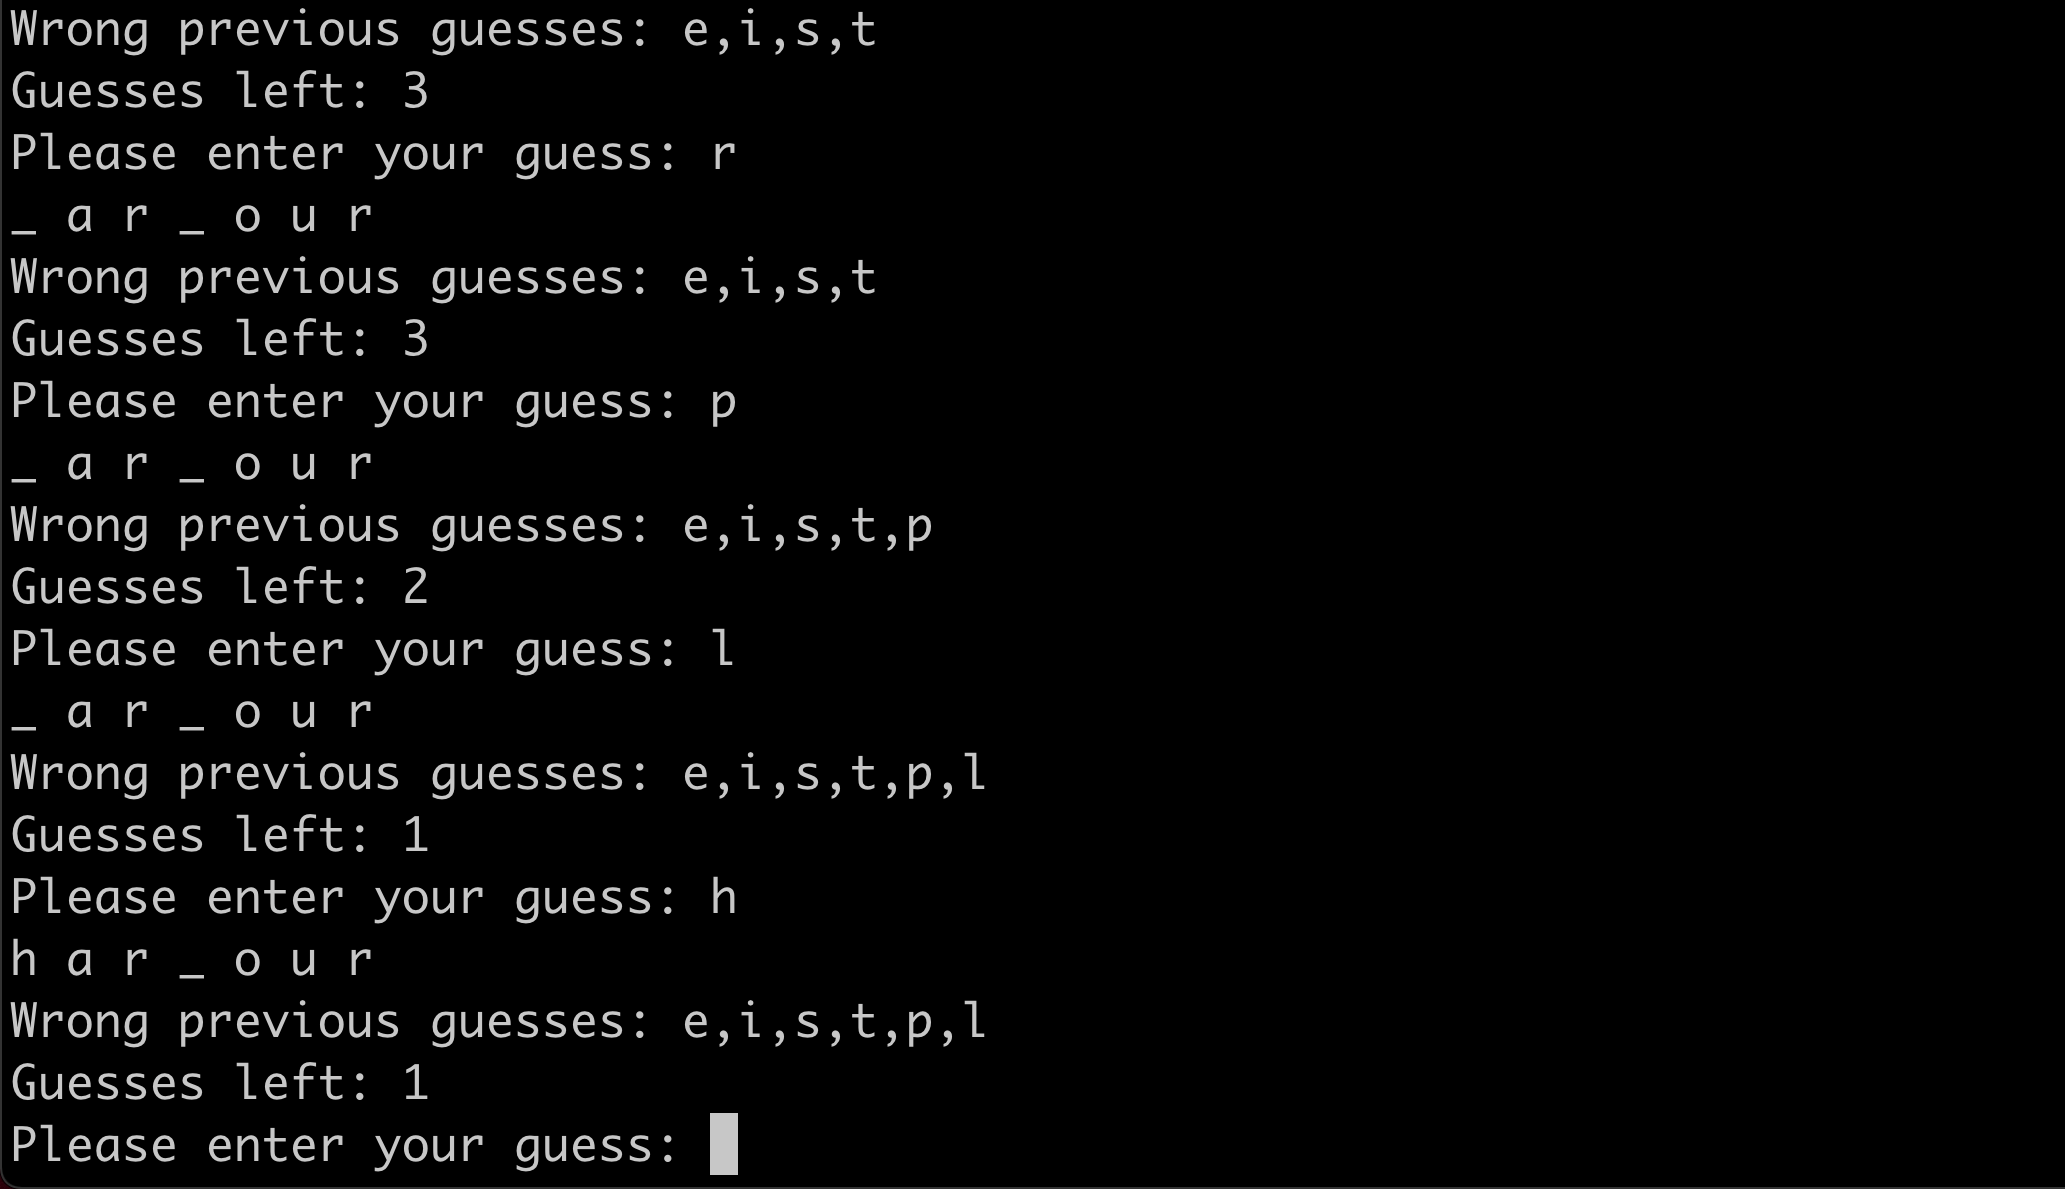 Wrong previous guesses: e,i,s,t
Guesses left: 3
Please enter your guess: r
_ a r _ o u r
Wrong previous guesses: e,i,s,t
Guesses left: 3
Please enter your guess: p
_ a r _ o u r
Wrong previous guesses: e,i,s,t,p
Guesses left: 2
Please enter your guess: l
_ a r _ o u r
Wrong previous guesses: e,i,s,t,p,l
Guesses left: 1
Please enter your guess: h
h a r _ o u r
Wrong previous guesses: e,i,s,t,p,l
Guesses left: 1
Please enter your guess: